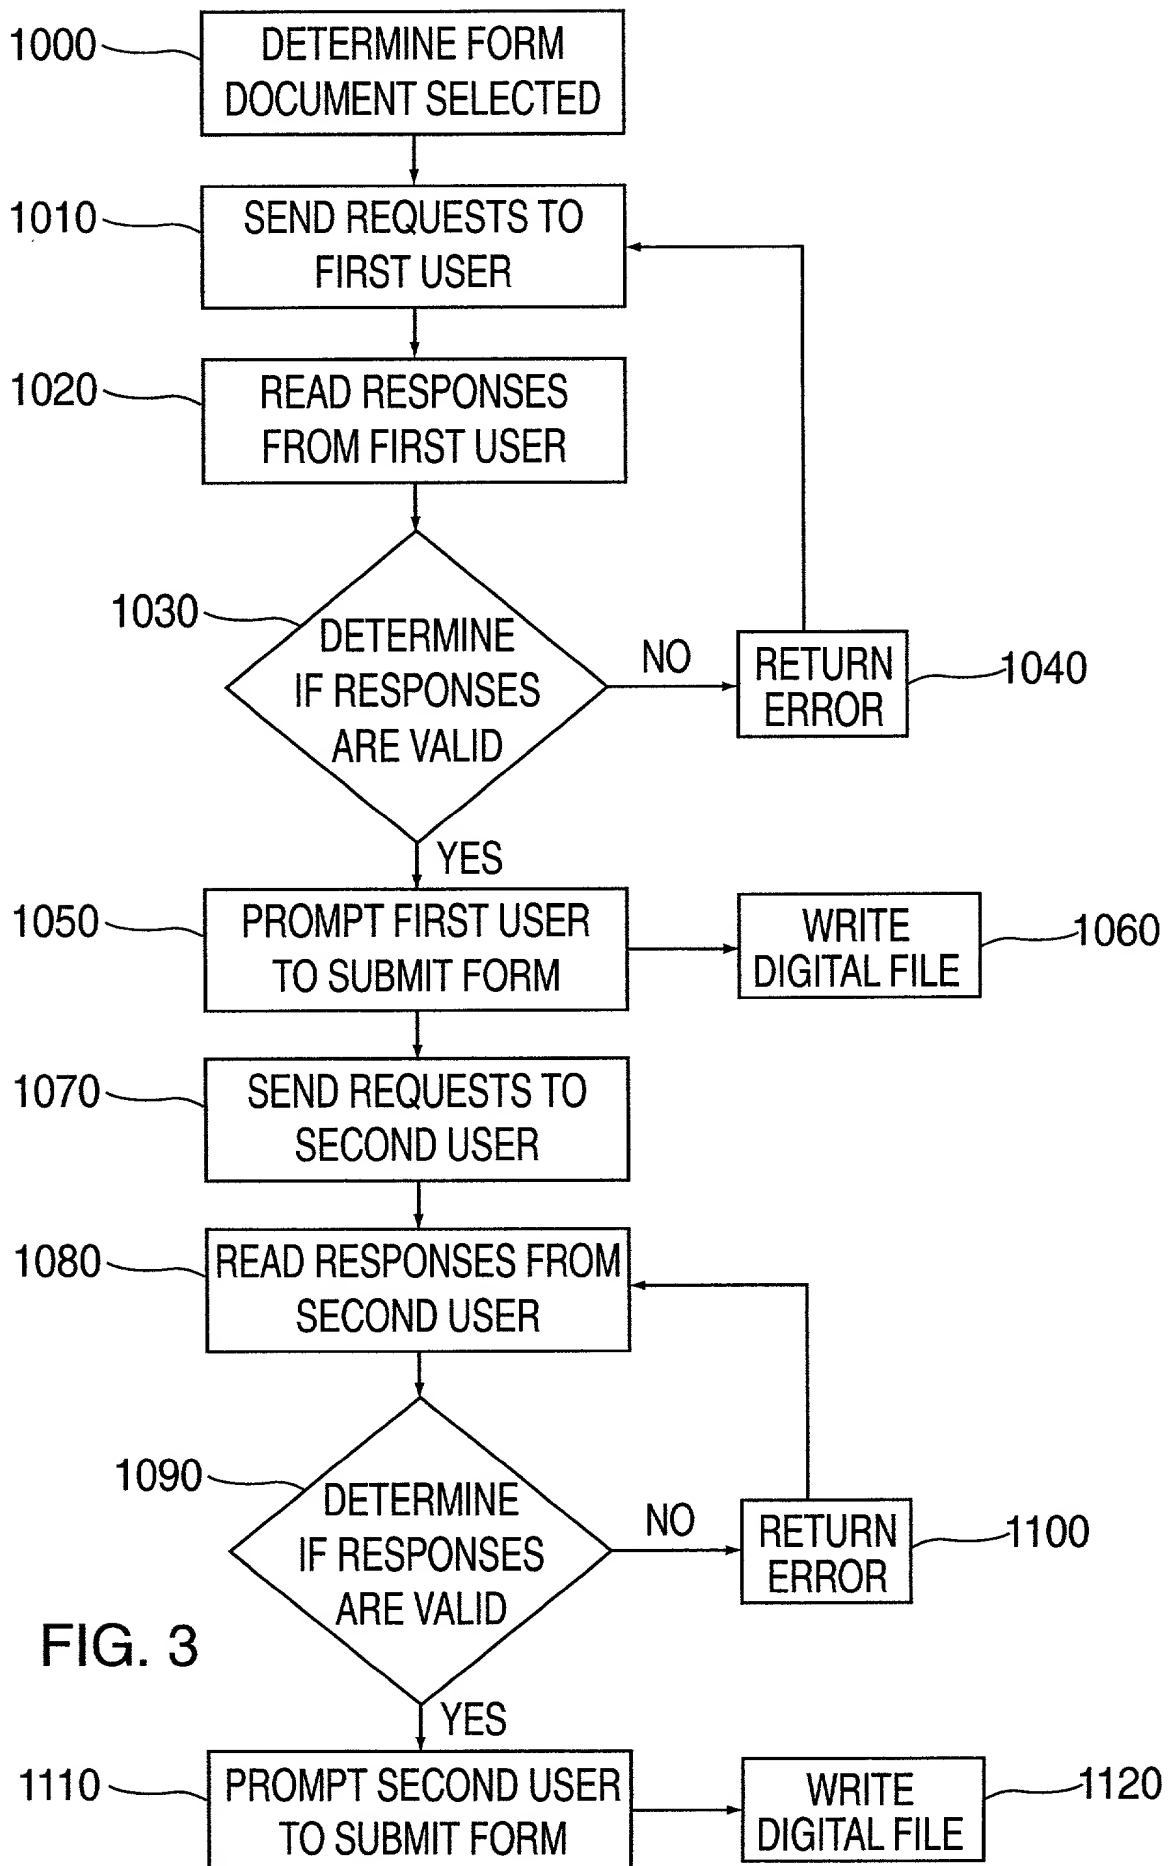 1000
DETERMINE FORM
DOCUMENT SELECTED
1010
SEND REQUESTS TO
FIRST USER
1020
READ RESPONSES
FROM FIRST USER
1030
DETERMINE
IF RESPONSES
ARE VALID
NO
RETURN
ERROR
1040
YES
1050
PROMPT FIRST USER
TO SUBMIT FORM
WRITE
DIGITAL FILE
1060
1070
SEND REQUESTS TO
SECOND USER
1080
READ RESPONSES FROM
SECOND USER
1090
DETERMINE
IF RESPONSES
ARE VALID
NO
RETURN
ERROR
1100
FIG. 3
YES
1110
PROMPT SECOND USER
TO SUBMIT FORM
WRITE
DIGITAL FILE
1120